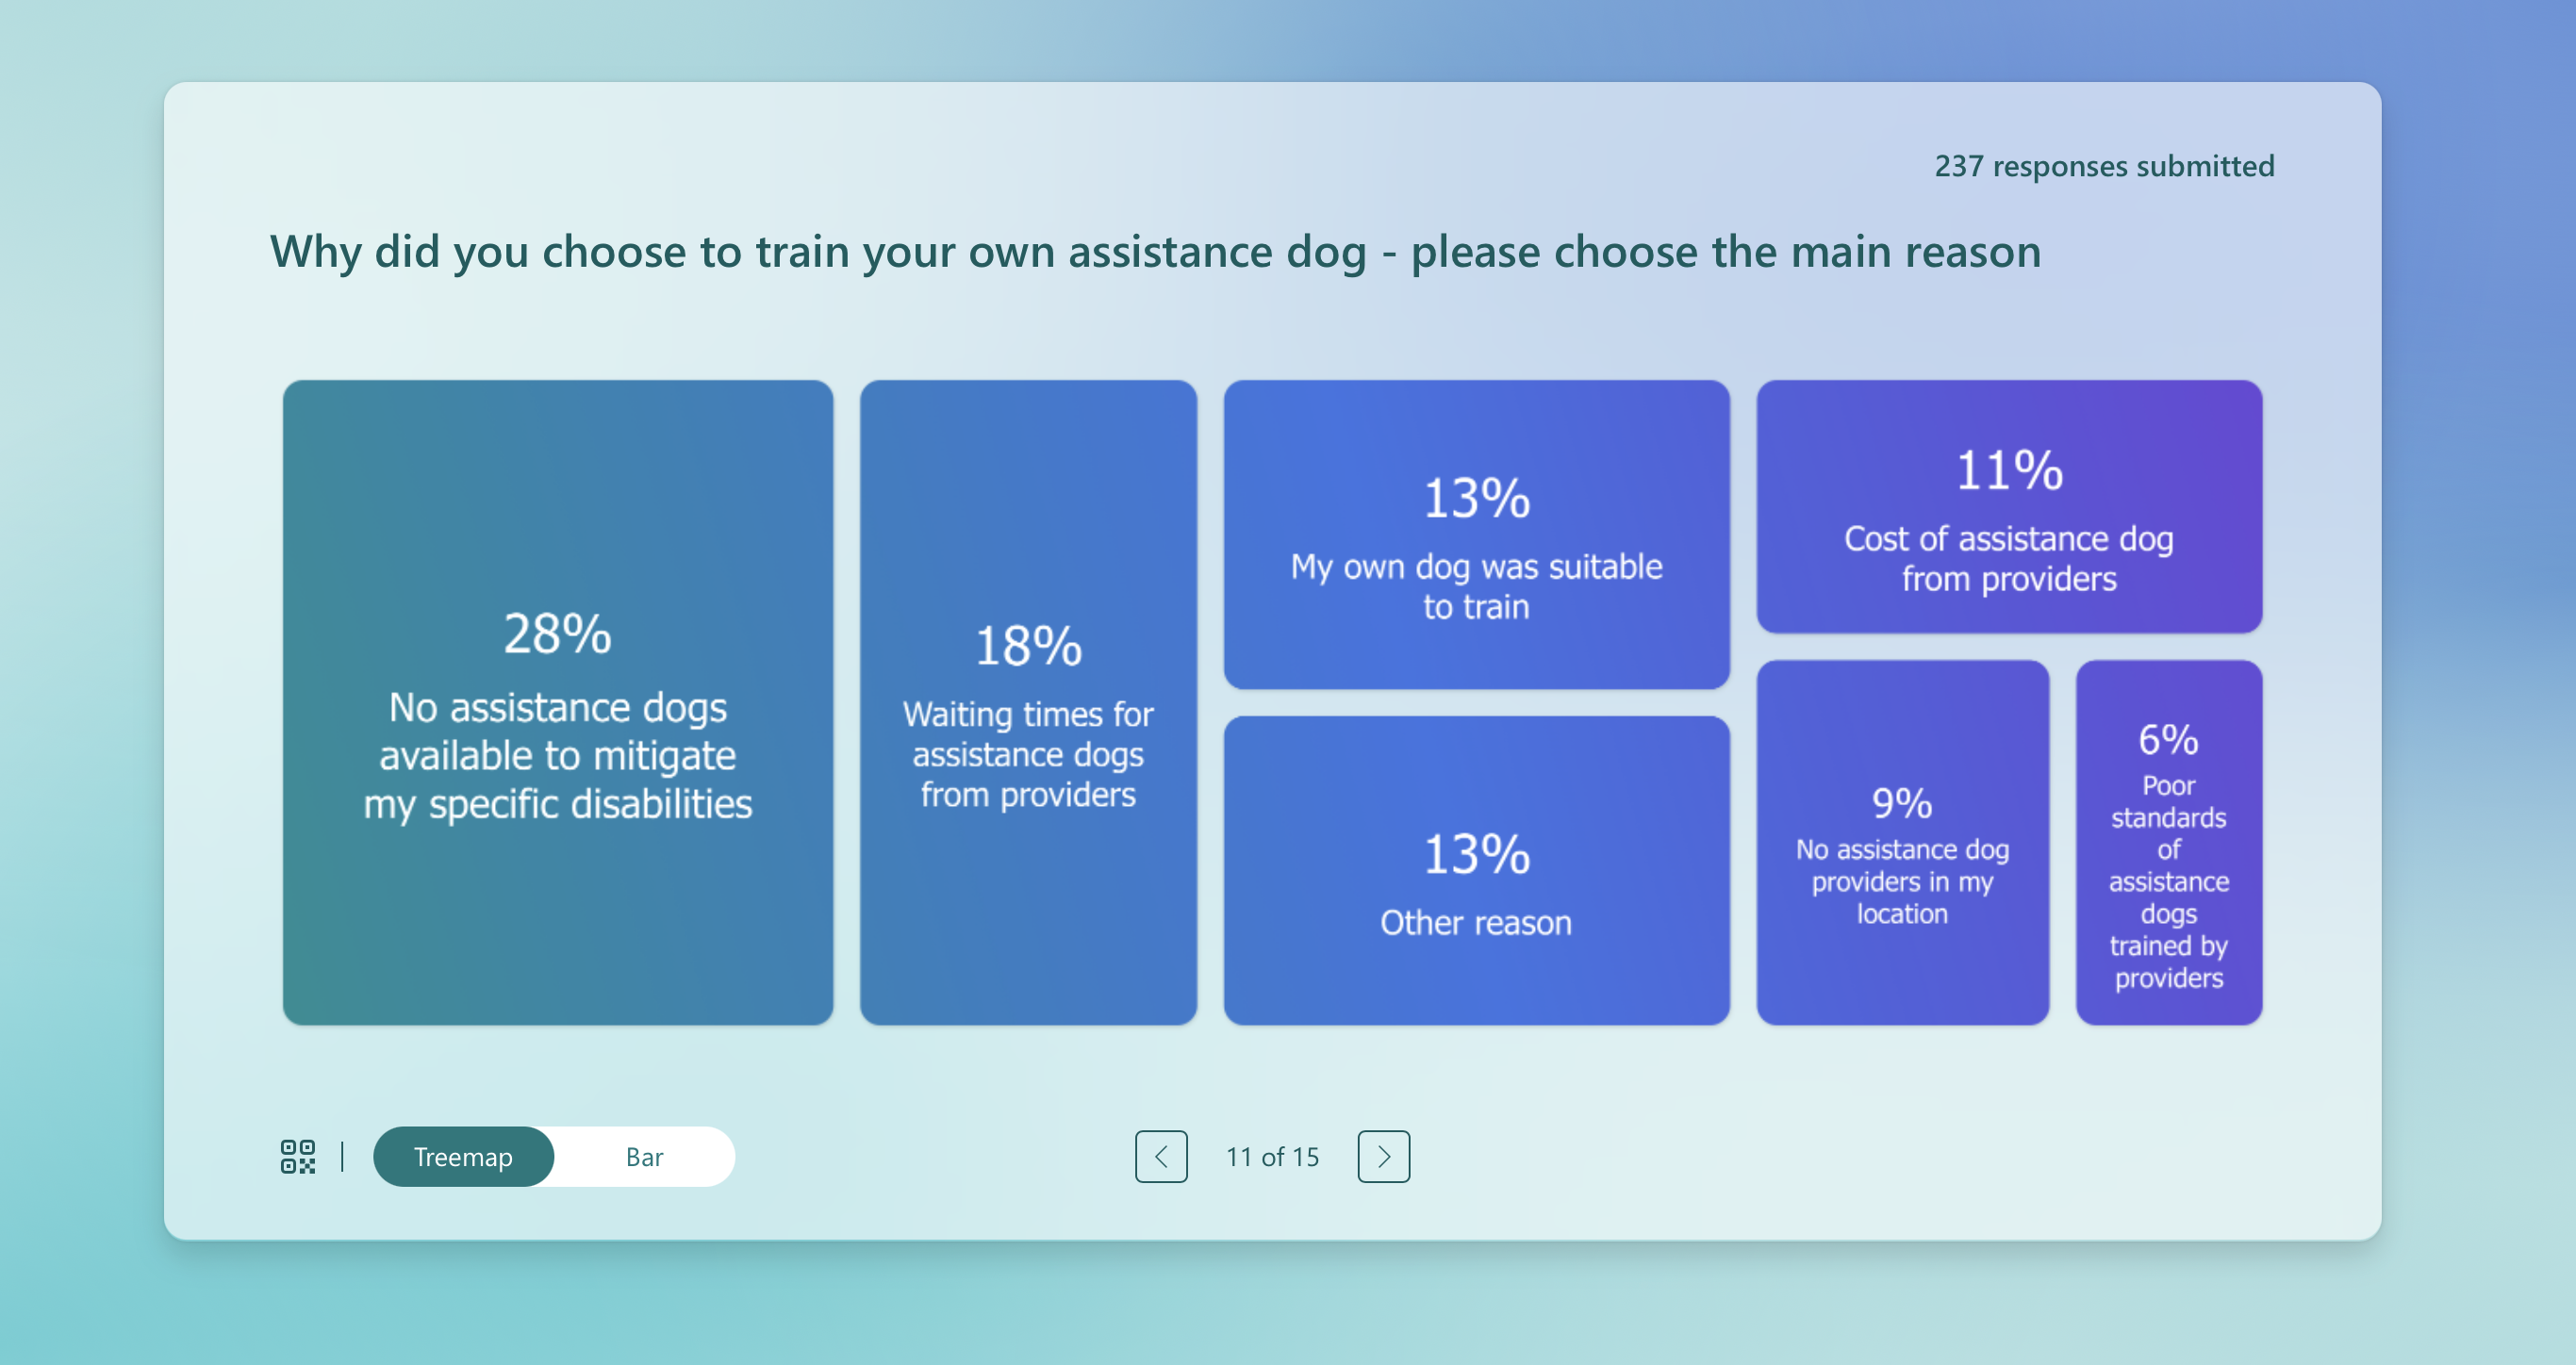 237 responses submitted
Why did you choose to train your own assistance dog - please choose the main reason
28%
No assistance dogs
available to mitigate
my specific disabilities
18%
Waiting times for
assistance dogs
from providers
13%
My own dog was suitable
to train
13%
Other reason
11%
Cost of assistance dog
from providers
9%
No assistance dog
providers in my
location
6%
Poor
standards
of
assistance
dogs
trained by
providers
Treemap
Bar
11 of 15